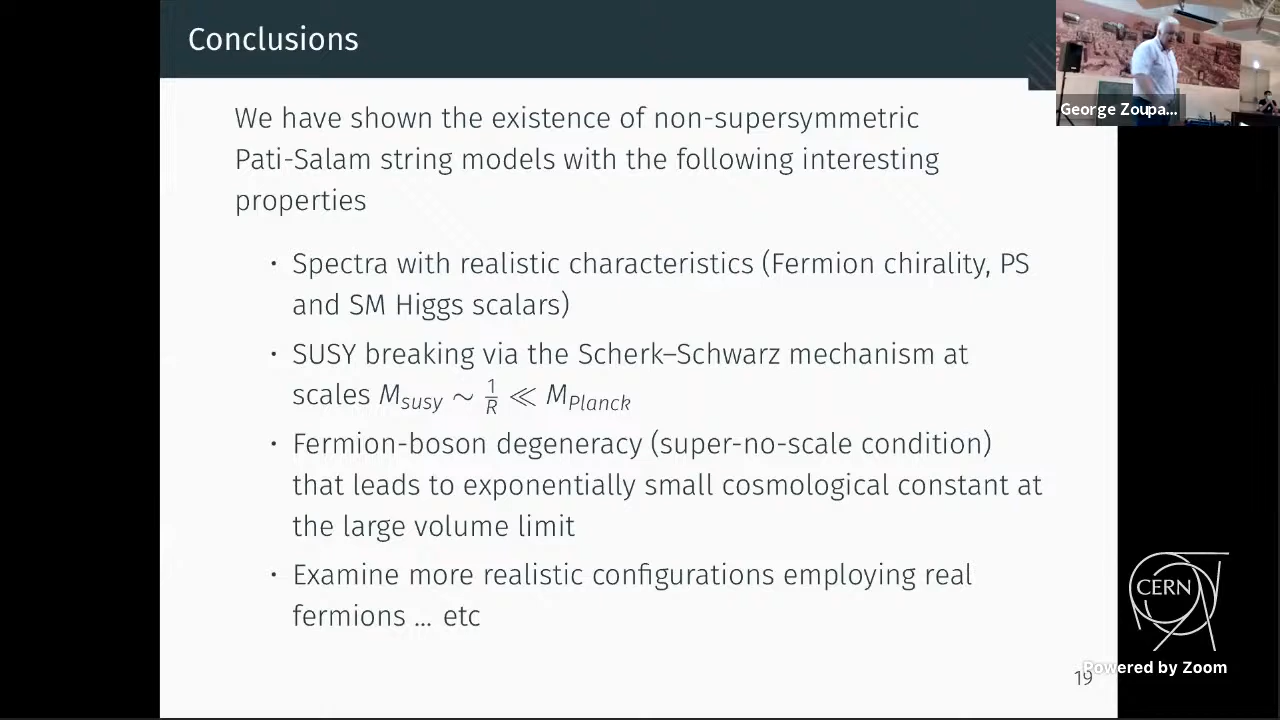 Conclusions
We have shown the existence of non-supersymmetric
Pati-Salam string models with the following interesting
properties
· Spectra with realistic characteristics (Fermion chirality, PS
and SM Higgs scalars)
· SUSY breaking via the Scherk–Schwarz mechanism at
scales M_susy ∼ 1/R ≪ M_Planck
· Fermion-boson degeneracy (super-no-scale condition)
that leads to exponentially small cosmological constant at
the large volume limit
· Examine more realistic configurations employing real
fermions ... etc
19
George Zoupa...
CERN
Powered by Zoom